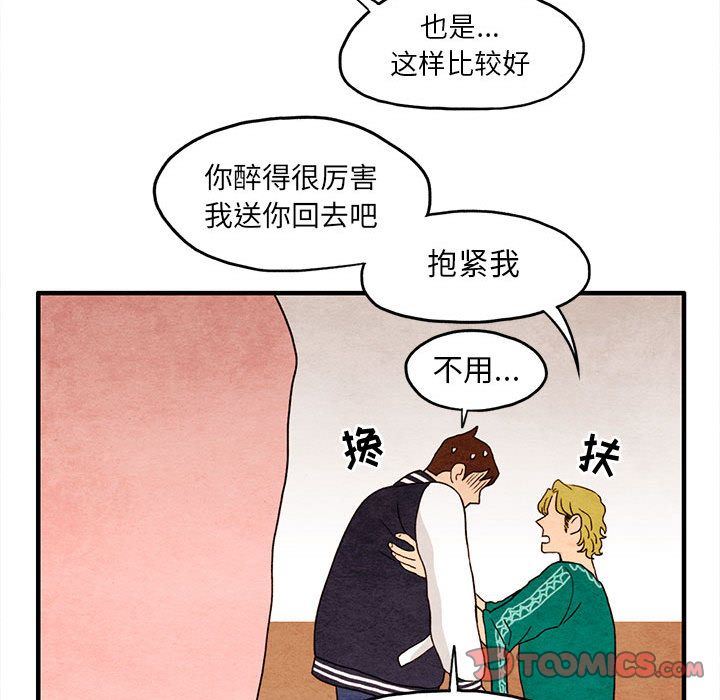 也是...
这样比较好
你醉得很厉害
我送你回去吧
抱紧我
不用...
搀
扶
TOOMICS.COM